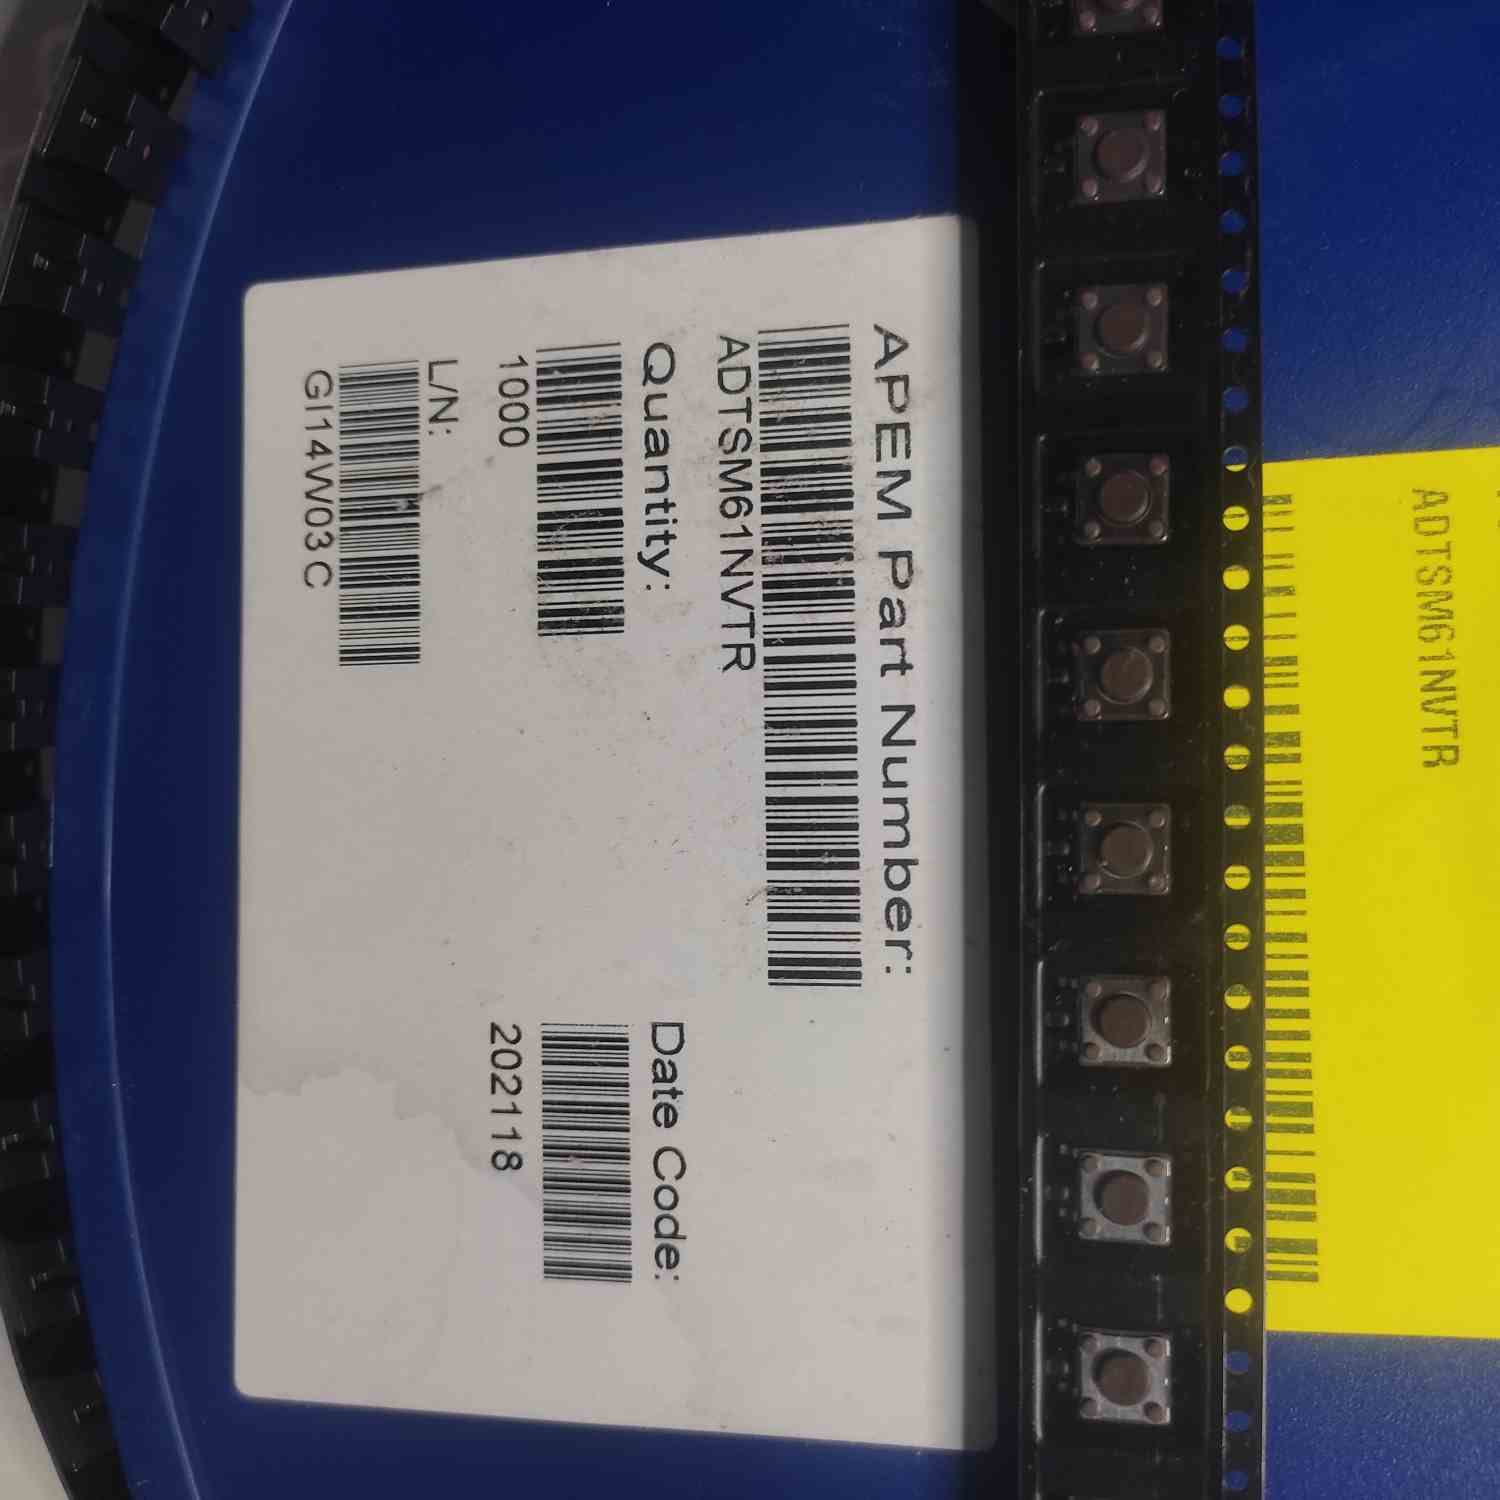 APEM Part Number:
ADTSM61NVTR
Quantity:
1000
Date Code:
202118
L/N:
GI14W03C
ADTSM61NVTR